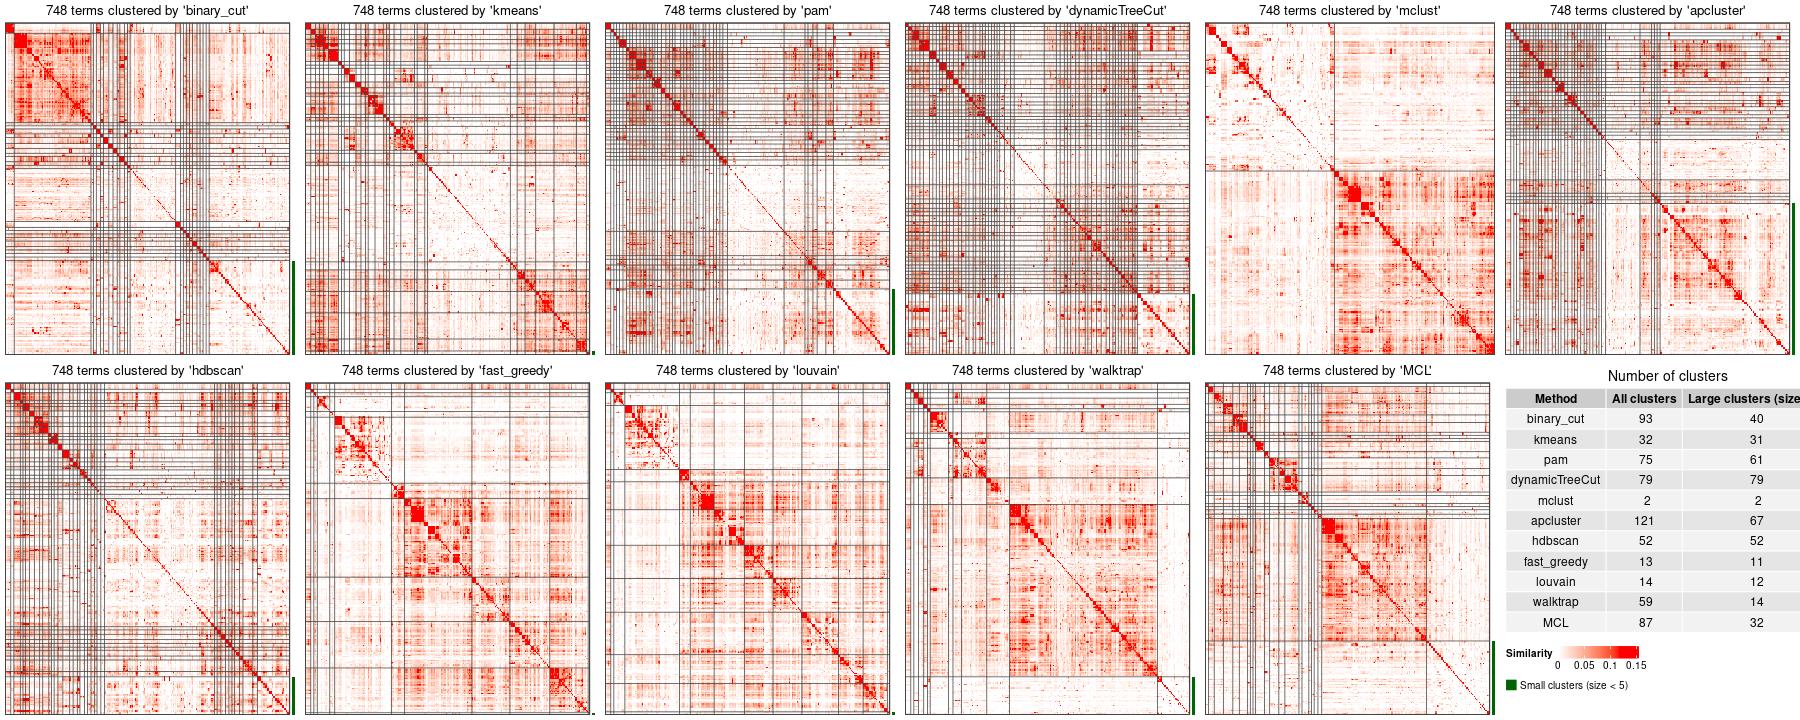 748 terms clustered by 'binary_cut'
748 terms clustered by 'kmeans'
748 terms clustered by 'pam'
748 terms clustered by 'dynamicTreeCut'
748 terms clustered by 'mclust'
748 terms clustered by 'apcluster'
748 terms clustered by 'hdbscan'
748 terms clustered by 'fast_greedy'
748 terms clustered by 'louvain'
748 terms clustered by 'walktrap'
748 terms clustered by 'MCL'
Number of clusters
Method All clusters Large clusters (size
binary_cut 93 40
kmeans 32 31
pam 75 61
dynamicTreeCut 79 79
mclust 2 2
apcluster 121 67
hdbscan 52 52
fast_greedy 13 11
louvain 14 12
walktrap 59 14
MCL 87 32
Similarity
0 0.05 0.1 0.15
Small clusters (size < 5)